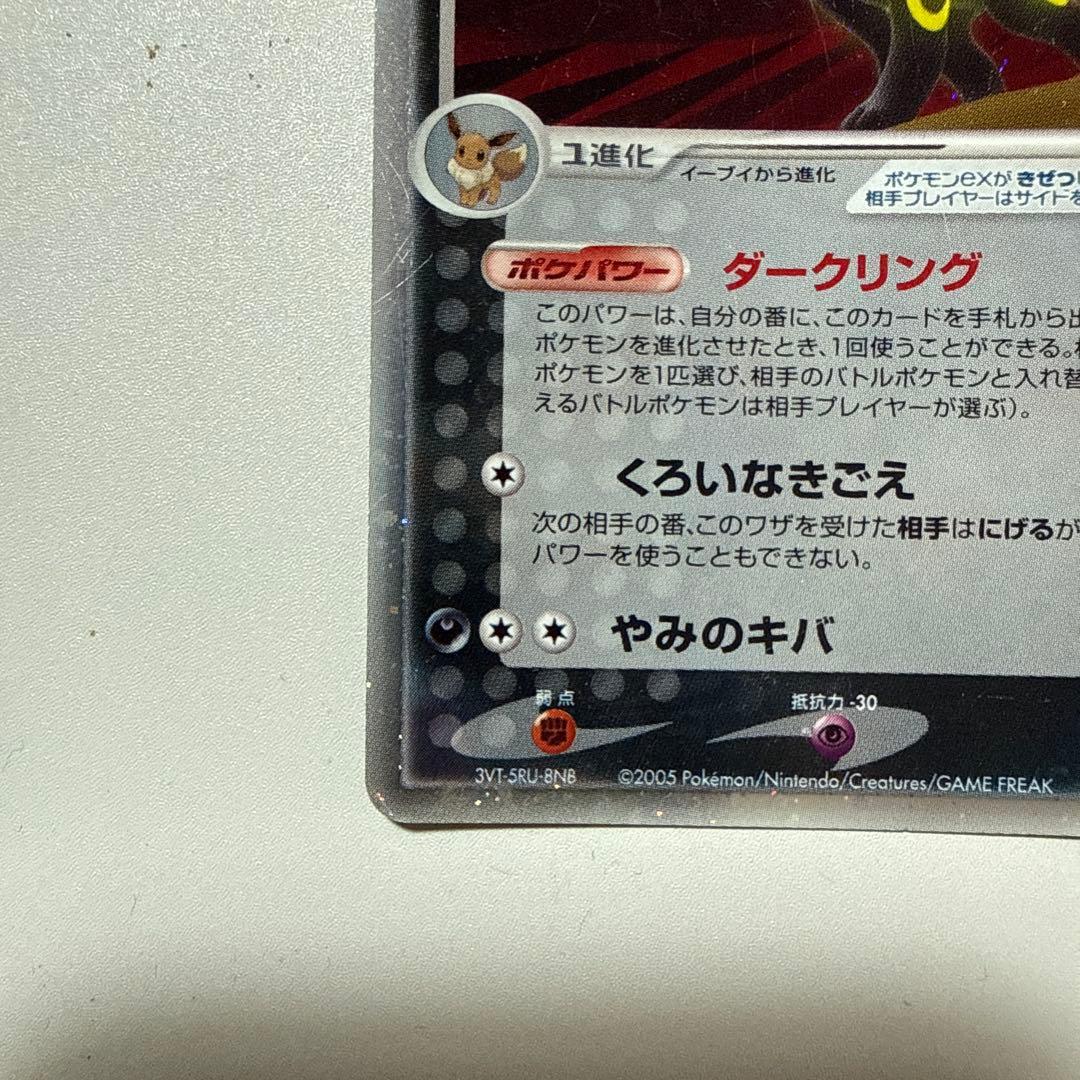 1進化
イーブイから進化
ポケモンexが きぜつ
相手プレイヤーはサイドを
ポケパワー ダークリング
このパワーは、自分の番に、このカードを手札から出
ポケモンを進化させたとき、1回使うことができる。
ポケモンを1匹選び、相手のバトルポケモンと入れ替
えるバトルポケモンは相手プレイヤーが選ぶ)。
くろいなきごえ
次の相手の番、このワザを受けた相手はにげるが
パワーを使うこともできない。
やみのキバ
弱点 抵抗力 -30
3VT-5RU-8NB ©2005 Pokémon/Nintendo/Creatures/GAME FREAK